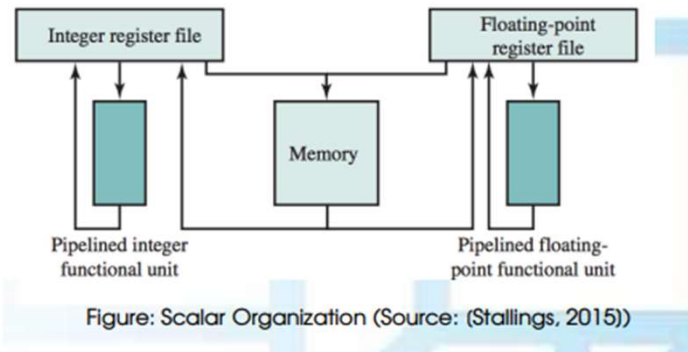 Integer register file
Floating-point
register file
Memory
Pipelined integer
functional unit
Pipelined floating-
point functional unit
Figure: Scalar Organization (Source: [Stallings, 2015])